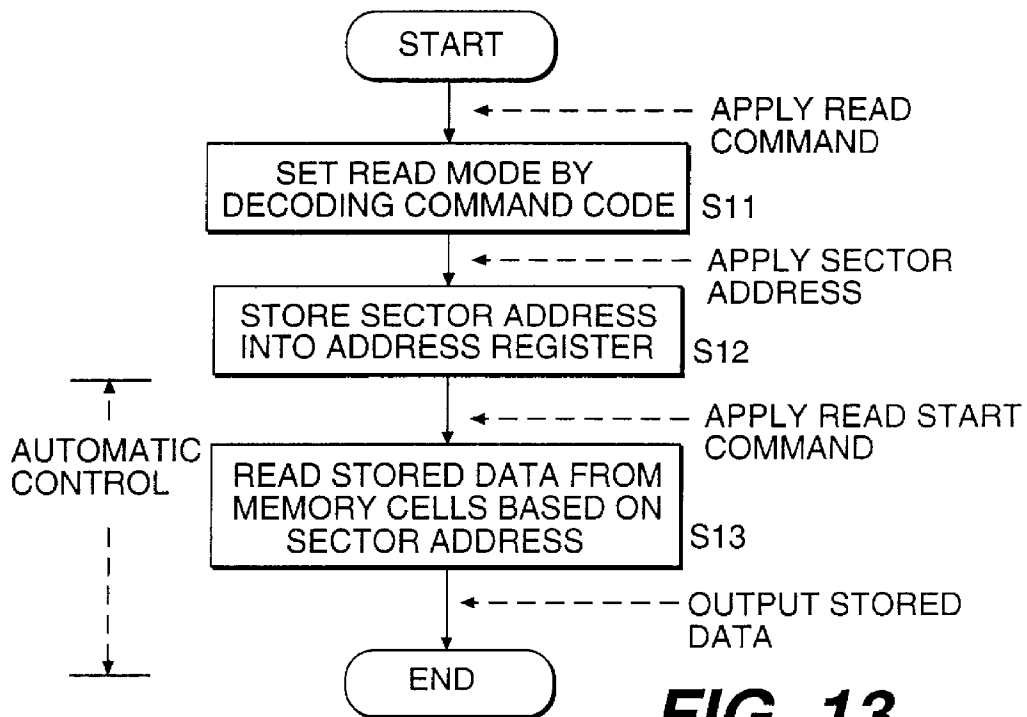 START
APPLY READ
COMMAND
SET READ MODE BY
DECODING COMMAND CODE
S11
APPLY SECTOR
ADDRESS
STORE SECTOR ADDRESS
INTO ADDRESS REGISTER
S12
APPLY READ START
COMMAND
AUTOMATIC
CONTROL
READ STORED DATA FROM
MEMORY CELLS BASED ON
SECTOR ADDRESS
S13
OUTPUT STORED
DATA
END
FIG. 13